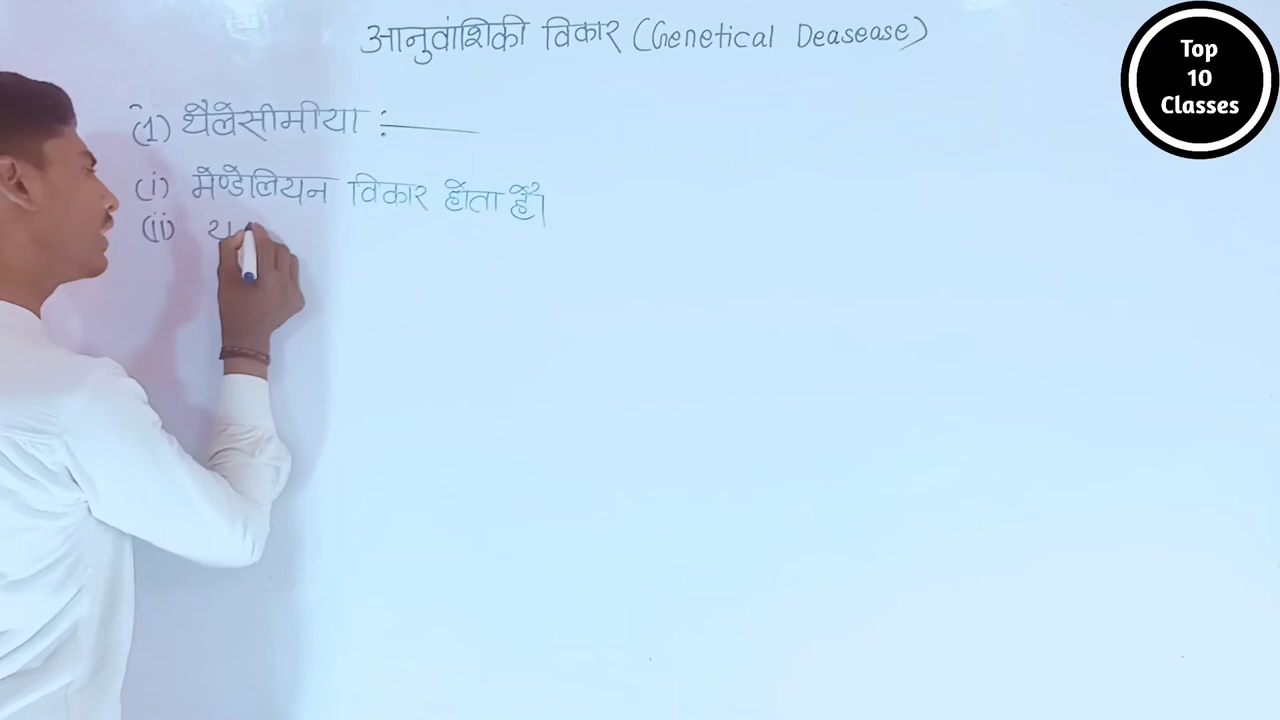 आनुवांशिकी विकार (Genetical Deasease)
(1) थैलेसीमीया :—
(i) मेण्डेलियन विकार होता है।
(ii)
Top
10
Classes